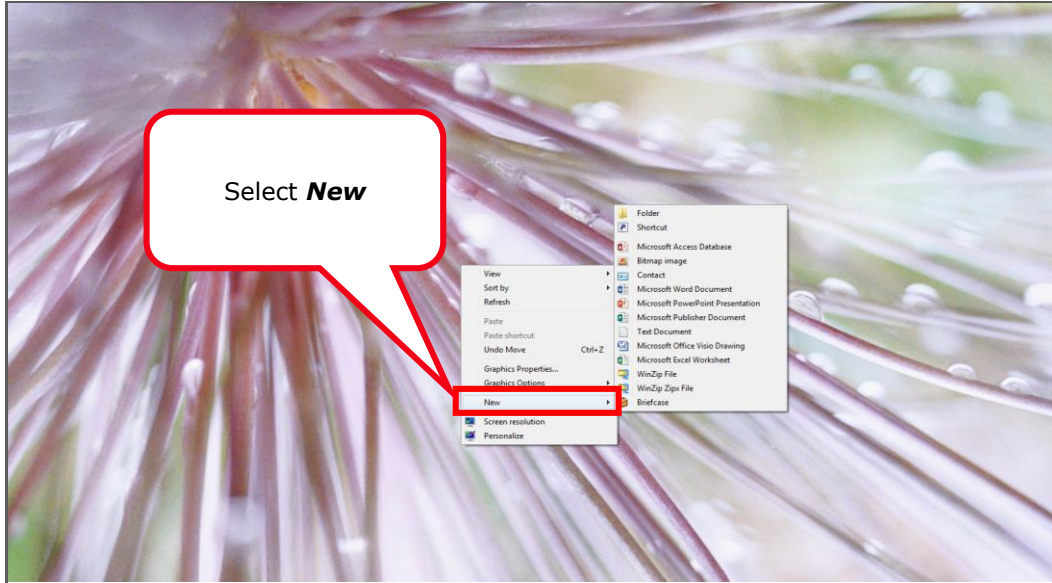 Select New
View
Sort by
Refresh
Paste
Paste shortcut
Undo Move Ctrl+Z
Graphics Properties...
Graphics Options
New
Screen resolution
Personalize
Folder
Shortcut
Microsoft Access Database
Bitmap image
Contact
Microsoft Word Document
Microsoft PowerPoint Presentation
Microsoft Publisher Document
Text Document
Microsoft Office Visio Drawing
Microsoft Excel Worksheet
WinZip File
WinZip Zipx File
Briefcase